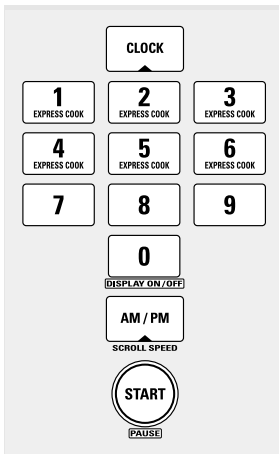 CLOCK
1 2 3
EXPRESS COOK EXPRESS COOK EXPRESS COOK
4 5 6
EXPRESS COOK EXPRESS COOK EXPRESS COOK
7 8 9
0
DISPLAY ON/OFF
AM / PM
SCROLL SPEED
START
PAUSE